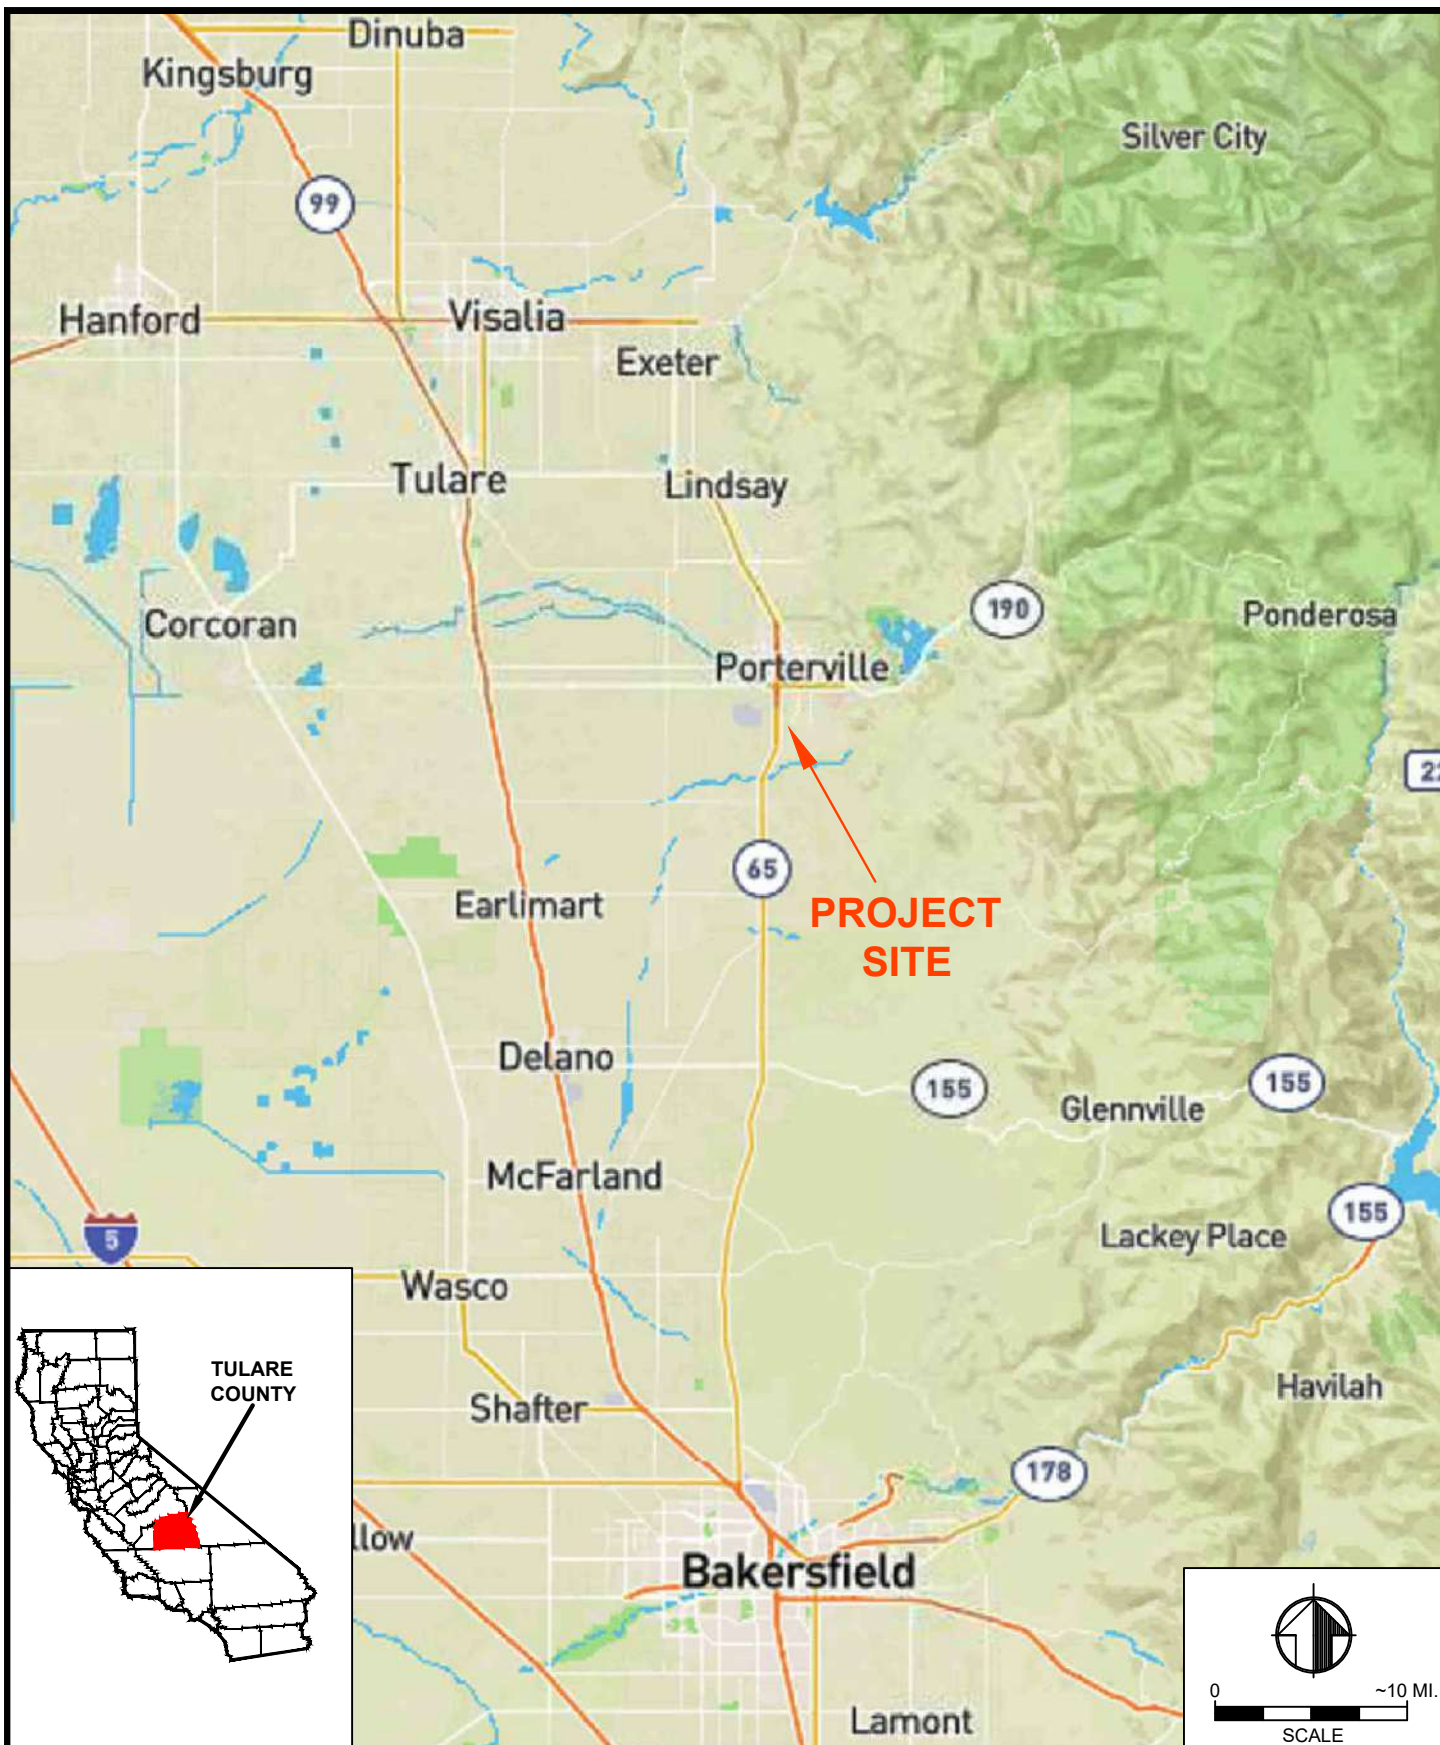 Dinuba
Kingsburg
Silver City
99
Hanford
Visalia
Exeter
Tulare
Lindsay
190
Corcoran
Ponderosa
Porterville
65
Earlimart
PROJECT
SITE
Delano
155
155
Glennville
McFarland
155
5
Lackey Place
Wasco
TULARE
COUNTY
Shafter
Havilah
178
llow
Bakersfield
Lamont
0
~10 MI.
SCALE